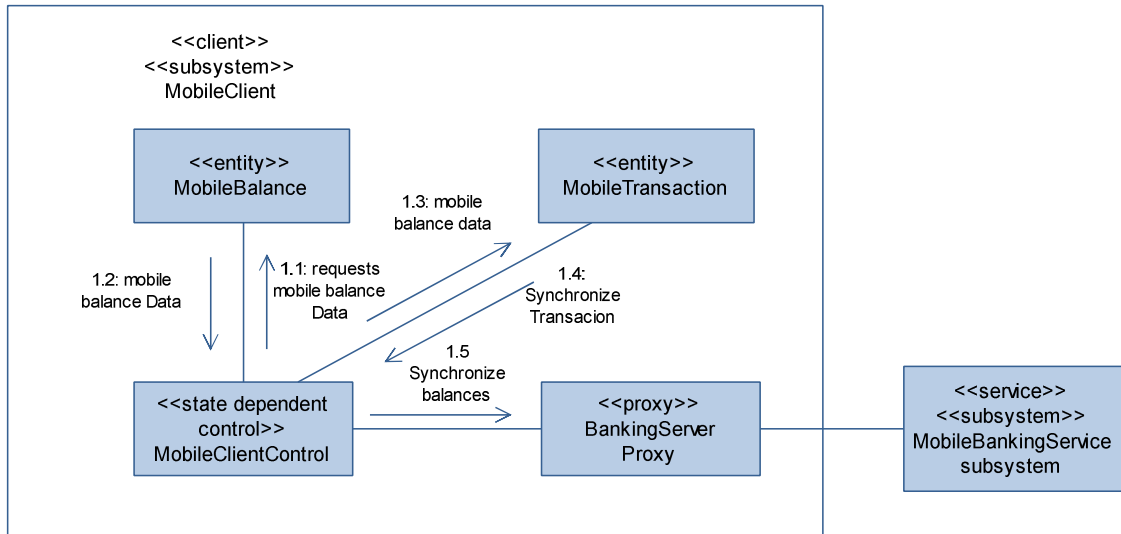 <<client>>
<<subsystem>>
MobileClient
<<entity>>
MobileBalance
<<entity>>
MobileTransaction
1.3: mobile
balance data
1.2: mobile
balance Data
1.1: requests
mobile balance
Data
1.4:
Synchronize
Transacion
1.5
Synchronize
balances
<<state dependent
control>>
MobileClientControl
<<proxy>>
BankingServer
Proxy
<<service>>
<<subsystem>>
MobileBankingService
subsystem